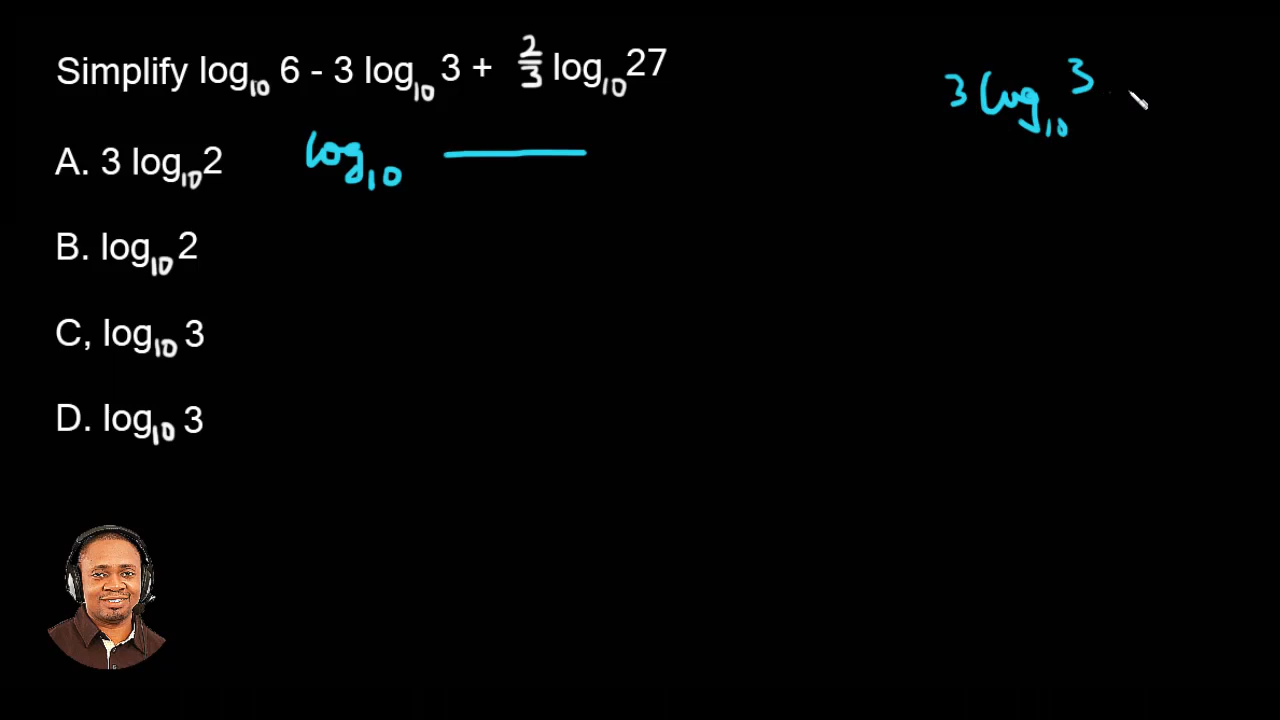 Simplify log₁₀ 6 - 3 log₁₀ 3 + 2/3 log₁₀ 27
3 log₁₀ 3
A. 3 log₁₀ 2
log₁₀
B. log₁₀ 2
C, log₁₀ 3
D. log₁₀ 3